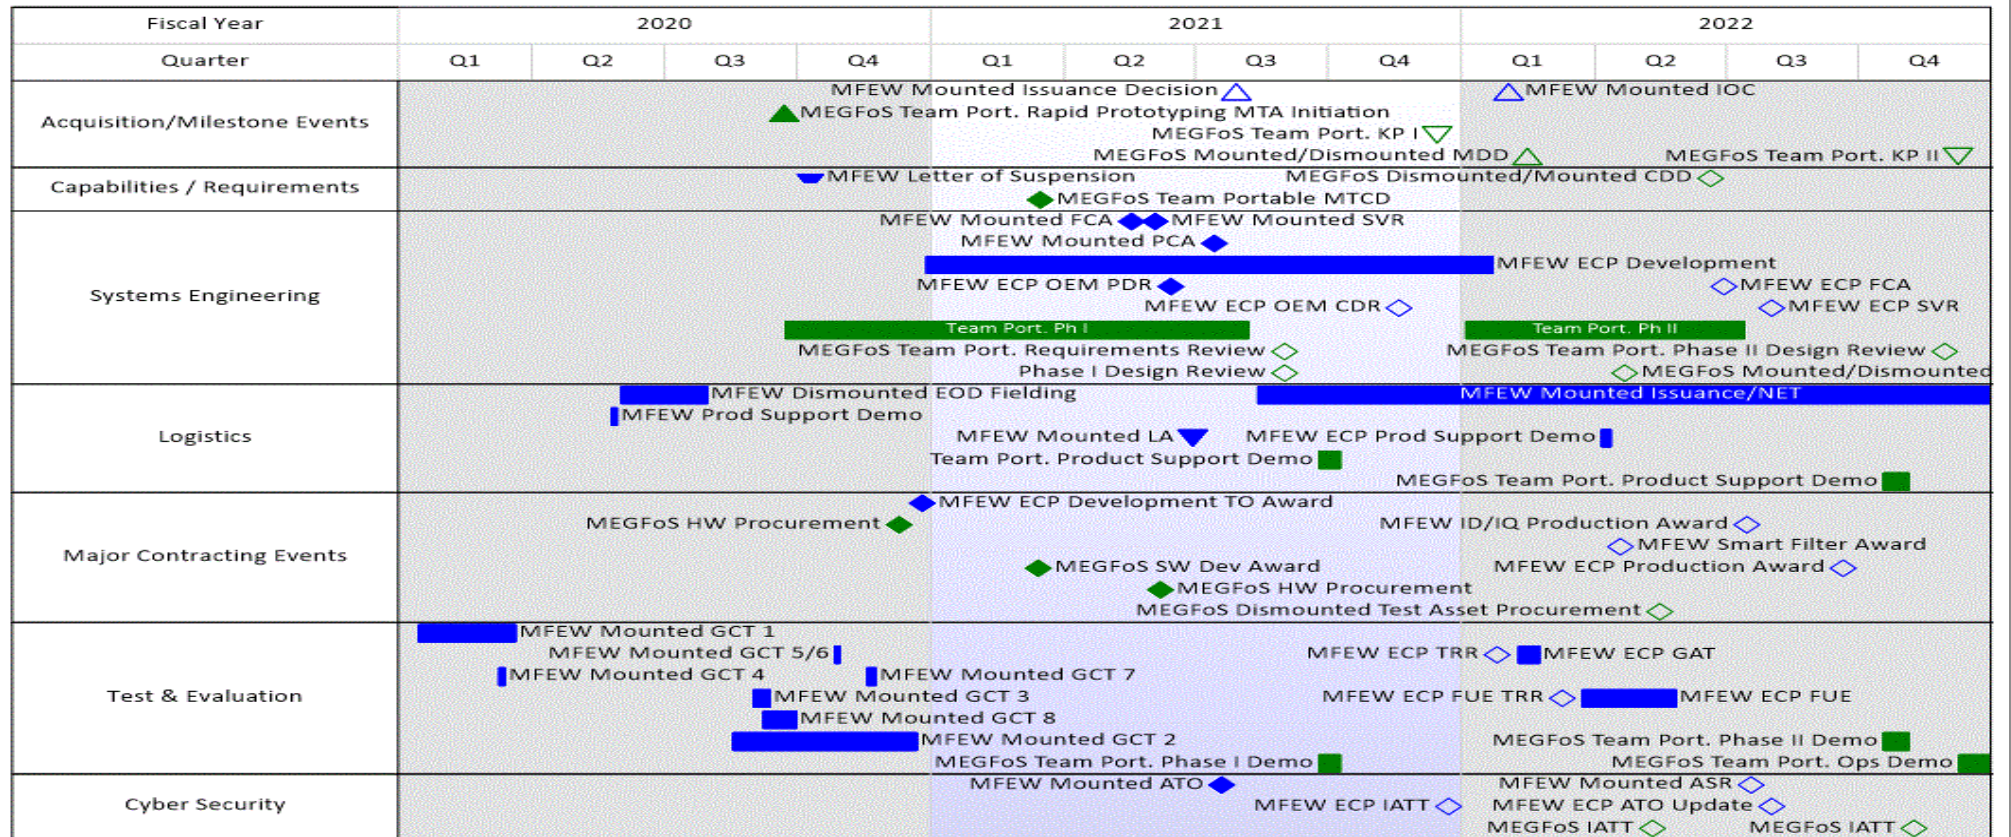 Fiscal Year 2020 2021 2022
Quarter Q1 Q2 Q3 Q4 Q1 Q2 Q3 Q4 Q1 Q2 Q3 Q4
Acquisition/Milestone Events
MFEW Mounted Issuance Decision MFEW Mounted IOC
MEGFoS Team Port. Rapid Prototyping MTA Initiation
MEGFoS Team Port. KP I
MEGFoS Mounted/Dismounted MDD MEGFoS Team Port. KP II
Capabilities / Requirements
MFEW Letter of Suspension MEGFoS Dismounted/Mounted CDD
MEGFoS Team Portable MTCD
Systems Engineering
MFEW Mounted FCA MFEW Mounted SVR
MFEW Mounted PCA
MFEW ECP Development
MFEW ECP OEM PDR MFEW ECP FCA
MFEW ECP OEM CDR MFEW ECP SVR
Team Port. Ph I Team Port. Ph II
MEGFoS Team Port. Requirements Review MEGFoS Team Port. Phase II Design Review
Phase I Design Review MEGFoS Mounted/Dismounted
Logistics
MFEW Dismounted EOD Fielding MFEW Mounted Issuance/NET
MFEW Prod Support Demo
MFEW Mounted LA MFEW ECP Prod Support Demo
Team Port. Product Support Demo
MEGFoS Team Port. Product Support Demo
Major Contracting Events
MFEW ECP Development TO Award
MEGFoS HW Procurement MFEW ID/IQ Production Award
MFEW Smart Filter Award
MEGFoS SW Dev Award MFEW ECP Production Award
MEGFoS HW Procurement
MEGFoS Dismounted Test Asset Procurement
Test & Evaluation
MFEW Mounted GCT 1
MFEW Mounted GCT 5/6 MFEW ECP TRR MFEW ECP GAT
MFEW Mounted GCT 4 MFEW Mounted GCT 7
MFEW Mounted GCT 3 MFEW ECP FUE TRR MFEW ECP FUE
MFEW Mounted GCT 8
MFEW Mounted GCT 2 MEGFoS Team Port. Phase II Demo
MEGFoS Team Port. Phase I Demo MEGFoS Team Port. Ops Demo
Cyber Security
MFEW Mounted ATO MFEW Mounted ASR
MFEW ECP IATT MFEW ECP ATO Update
MEGFoS IATT MEGFoS IATT